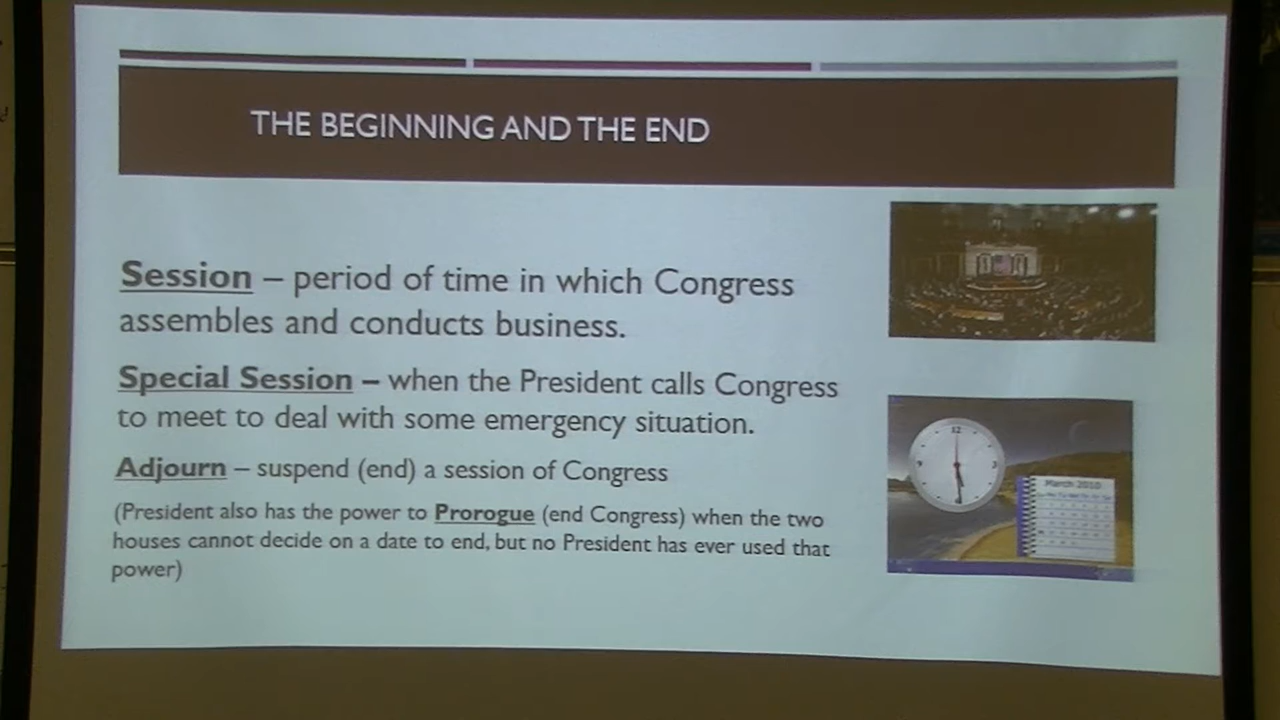 THE BEGINNING AND THE END
Session – period of time in which Congress
assembles and conducts business.
Special Session – when the President calls Congress
to meet to deal with some emergency situation.
Adjourn – suspend (end) a session of Congress
(President also has the power to Prorogue (end Congress) when the two
houses cannot decide on a date to end, but no President has ever used that
power)
12
9
3
March 2010